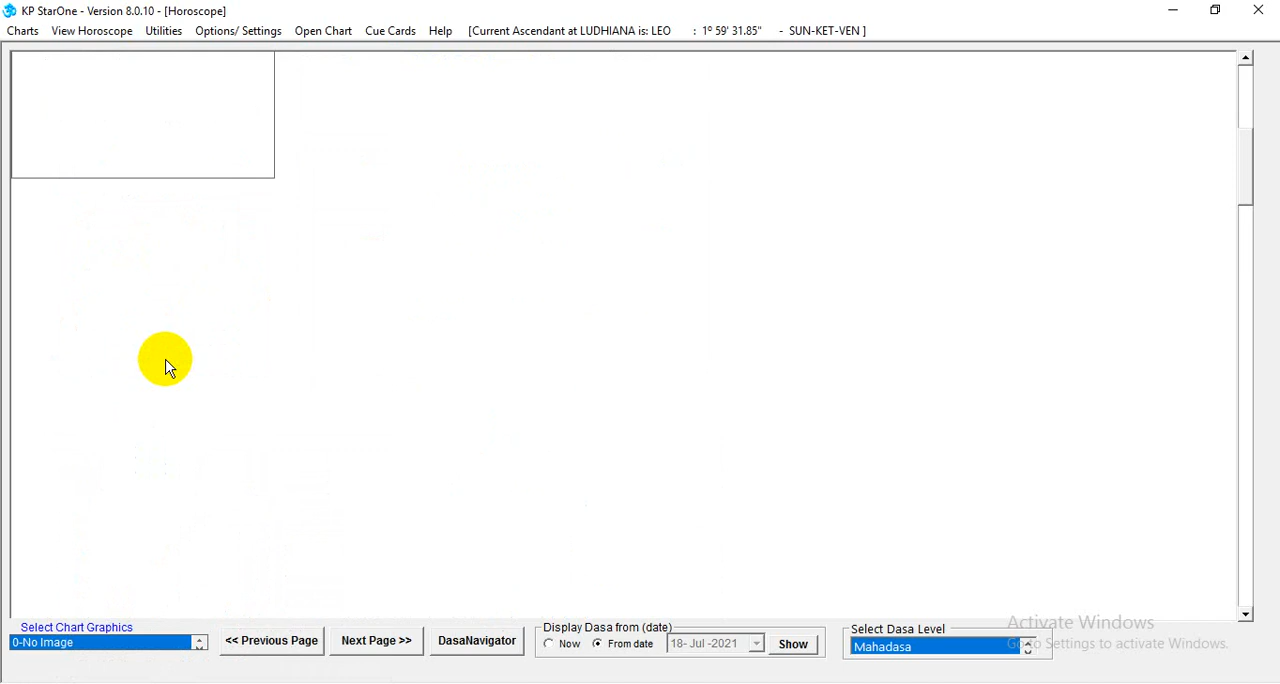 KP StarOne - Version 8.0.10 - [Horoscope]
Charts View Horoscope Utilities Options/ Settings Open Chart Cue Cards Help [Current Ascendant at LUDHIANA is: LEO : 1º 59' 31.85" - SUN-KET-VEN ]
Select Chart Graphics
0-No Image
<< Previous Page
Next Page >>
DasaNavigator
Display Dasa from (date)
Now From date 18- Jul -2021 Show
Select Dasa Level
Mahadasa
Activate Windows
Go to Settings to activate Windows.